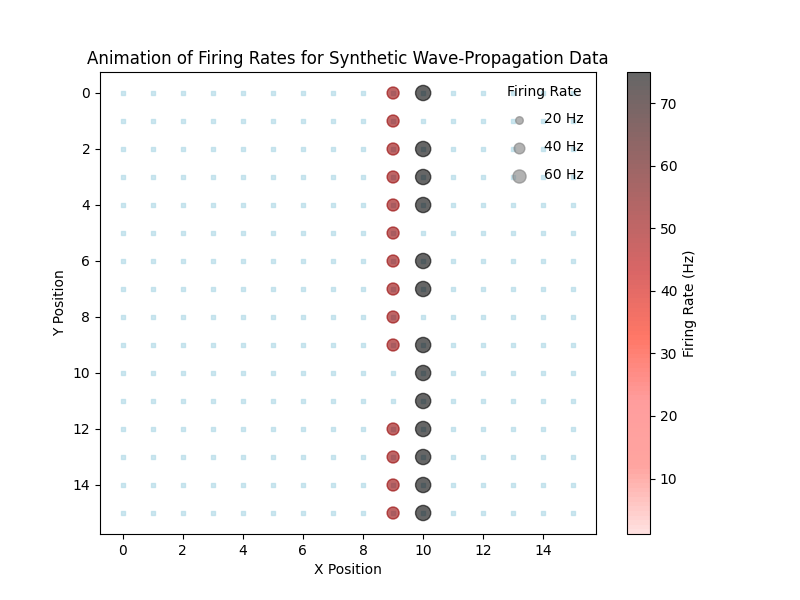 Animation of Firing Rates for Synthetic Wave-Propagation Data
Firing Rate
20 Hz
40 Hz
60 Hz
0
2
4
6
8
10
12
14
Y Position
0 2 4 6 8 10 12 14
X Position
70
60
50
40
30
20
10
Firing Rate (Hz)